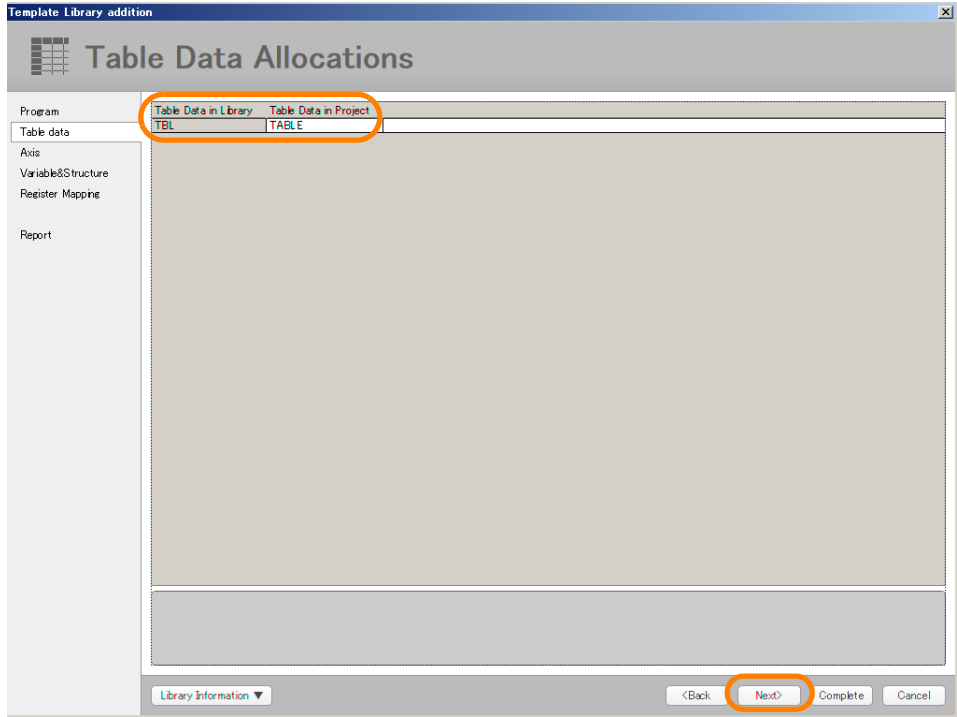 Template Library addition
Table Data Allocations
Program
Table data
Axis
Variable&Structure
Register Mapping
Report
Table Data in Library Table Data in Project
TBL TABLE
Library Information ▼
<Back Next> Complete Cancel